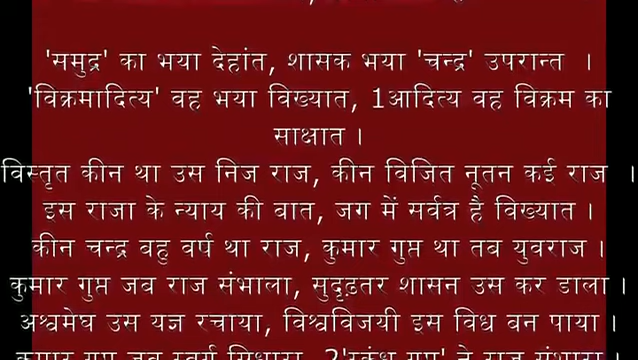 'समुद्र' का भया देहांत, शासक भया 'चन्द्र' उपरान्त ।
'विक्रमादित्य' वह भया विख्यात, 1आदित्य वह विक्रम का
साक्षात ।
विस्तृत कीन था उस निज राज, कीन विजित नूतन कई राज ।
इस राजा के न्याय की बात, जग में सर्वत्र है विख्यात ।
कीन चन्द्र बहु वर्ष था राज, कुमार गुप्त था तब युवराज ।
कुमार गुप्त जब राज संभाला, सुदृढ़तर शासन उस कर डाला ।
अश्वमेघ उस यज्ञ रचाया, विश्वविजयी इस विध बन पाया ।